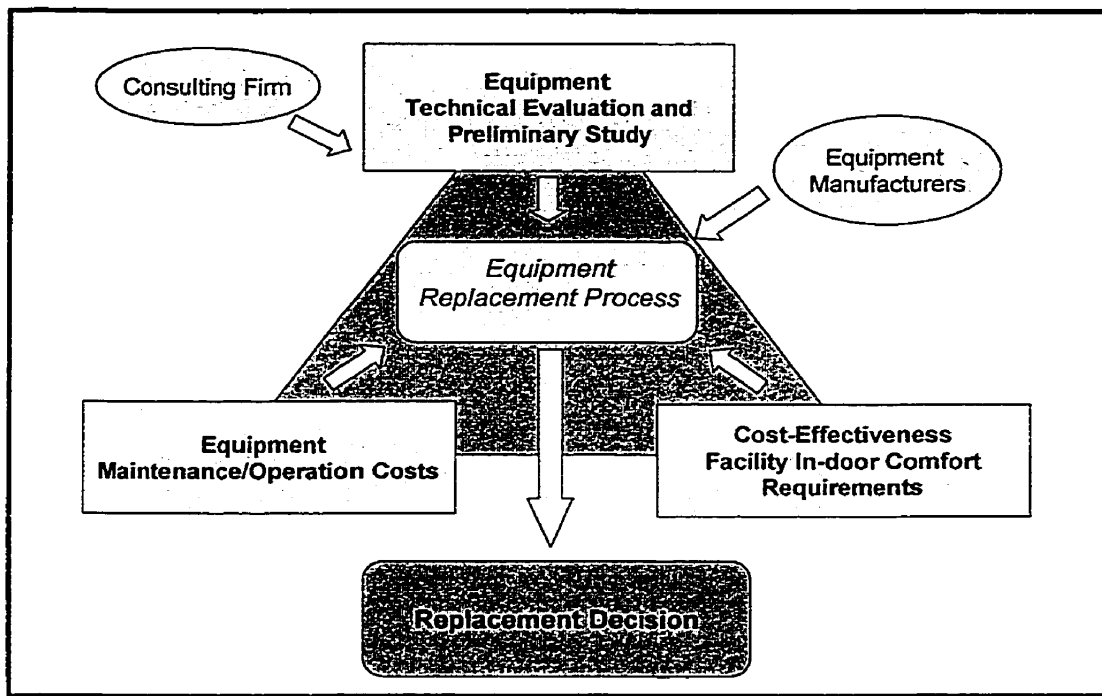 Consulting Firm
Equipment
Technical Evaluation and
Preliminary Study
Equipment
Manufacturers
Equipment
Replacement Process
Equipment
Maintenance/Operation Costs
Cost-Effectiveness
Facility In-door Comfort
Requirements
Replacement Decision